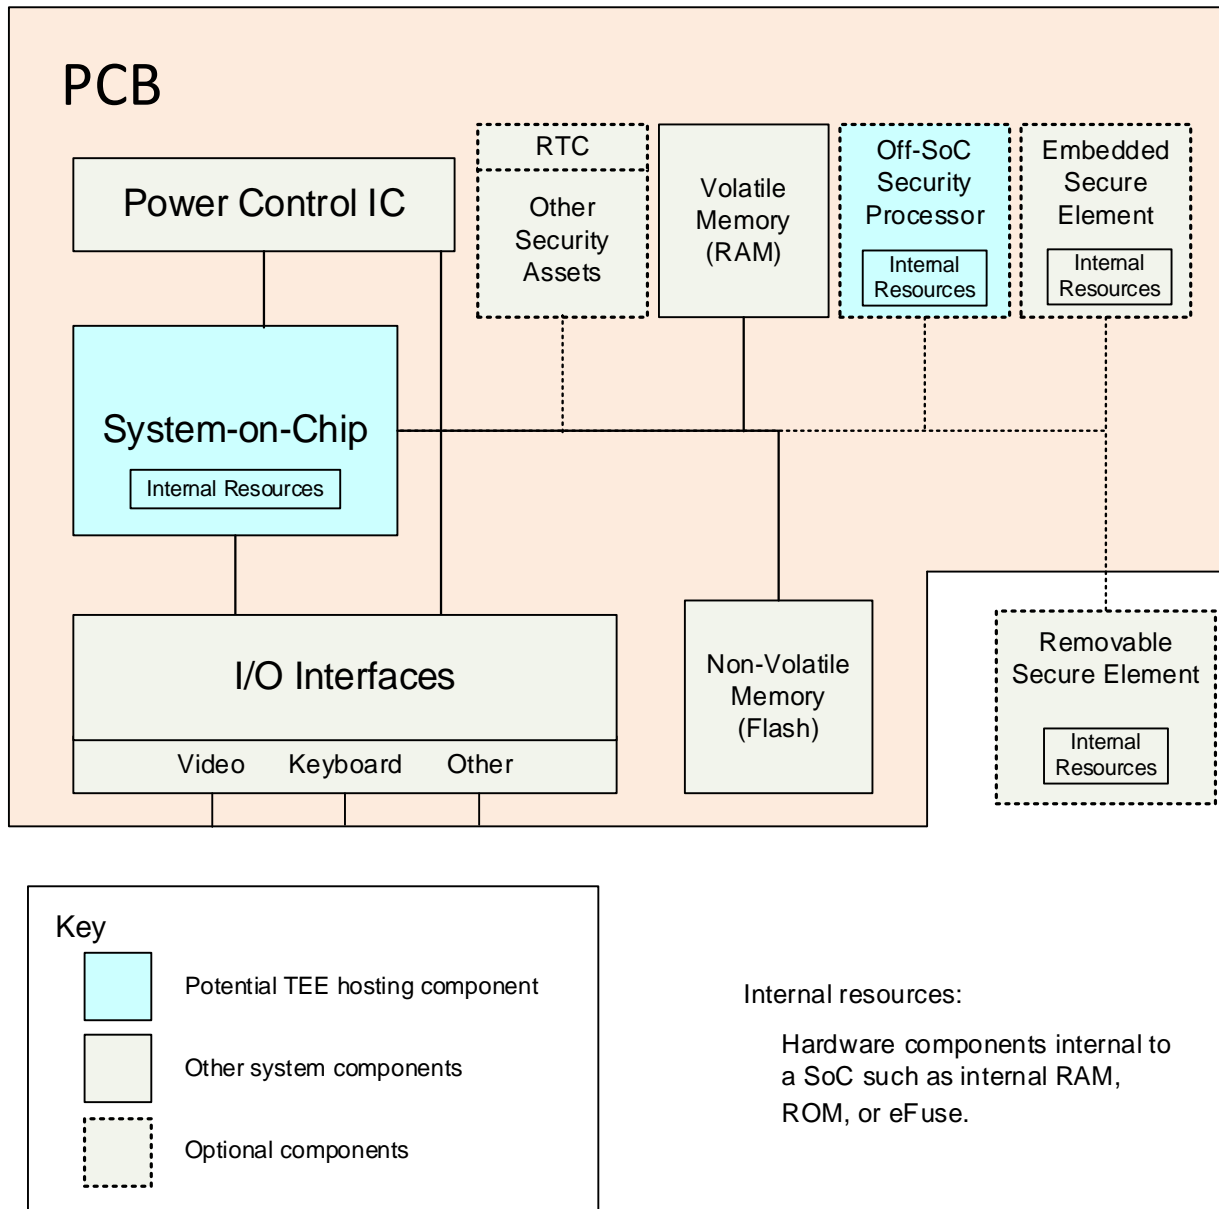 PCB
Power Control IC
RTC
Other
Security
Assets
Volatile
Memory
(RAM)
Off-SoC
Security
Processor
Internal
Resources
Embedded
Secure
Element
Internal
Resources
System-on-Chip
Internal Resources
I/O Interfaces
Video Keyboard Other
Non-Volatile
Memory
(Flash)
Removable
Secure Element
Internal
Resources
Key
Potential TEE hosting component
Other system components
Optional components
Internal resources:
Hardware components internal to
a SoC such as internal RAM,
ROM, or eFuse.